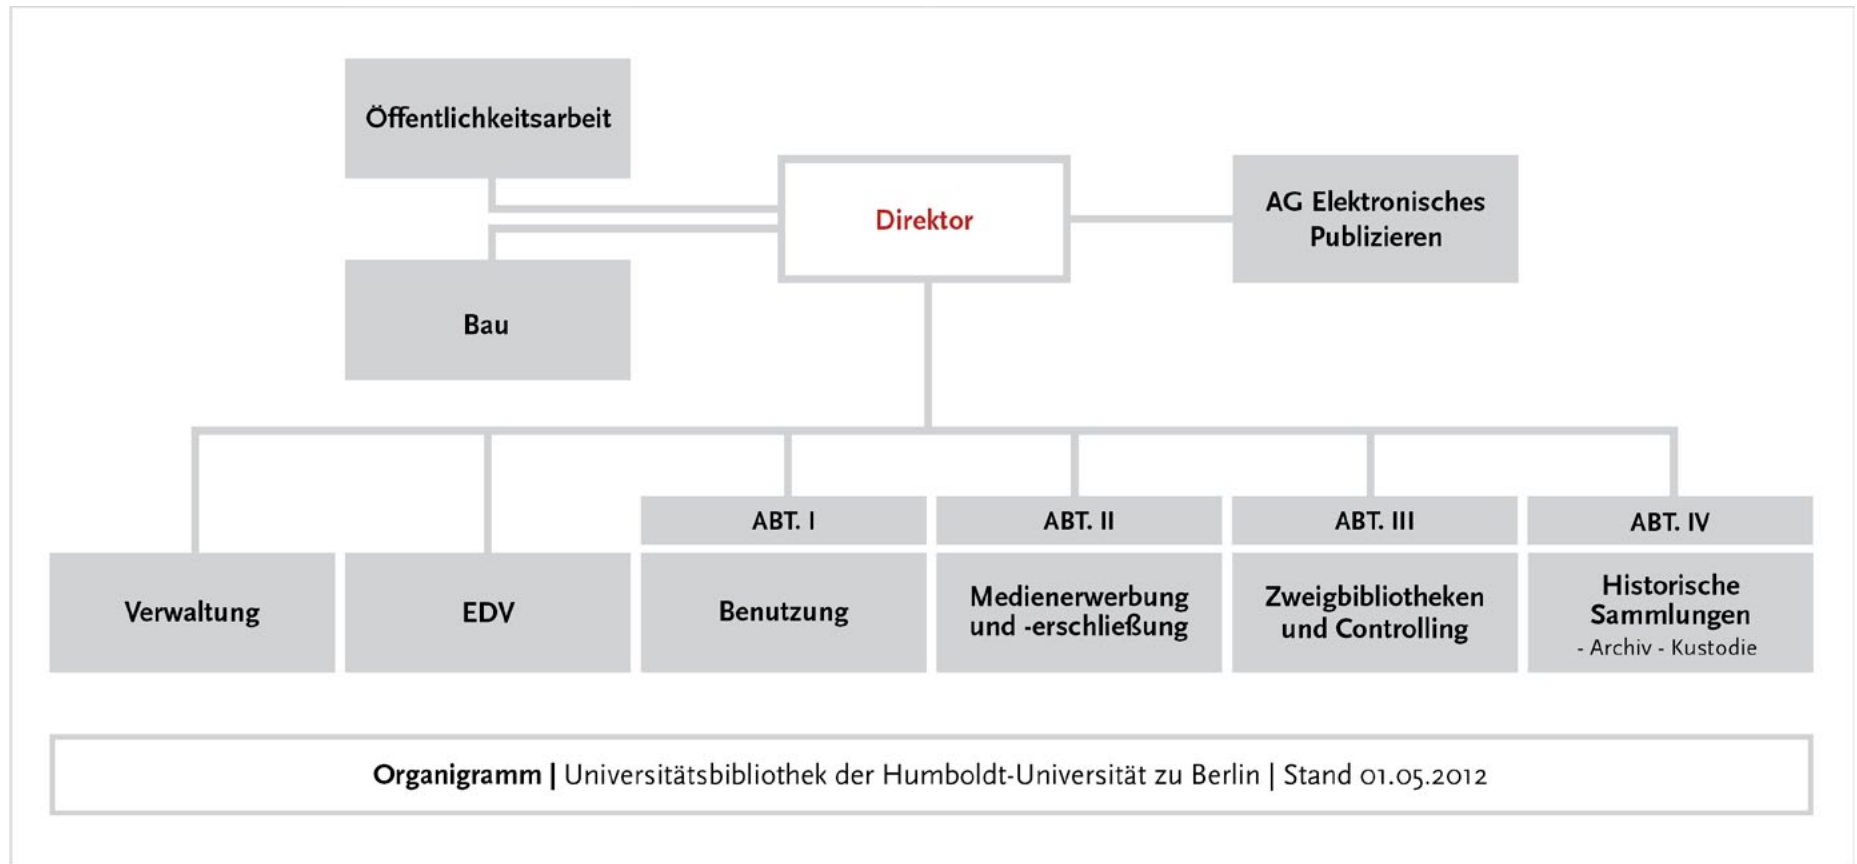 Öffentlichkeitsarbeit
Direktor
AG Elektronisches
Publizieren
Bau
ABT. I
ABT. II
ABT. III
ABT. IV
Verwaltung
EDV
Benutzung
Medienerwerbung
und -erschließung
Zweigbibliotheken
und Controlling
Historische
Sammlungen
- Archiv - Kustodie
Organigramm | Universitätsbibliothek der Humboldt-Universität zu Berlin | Stand 01.05.2012